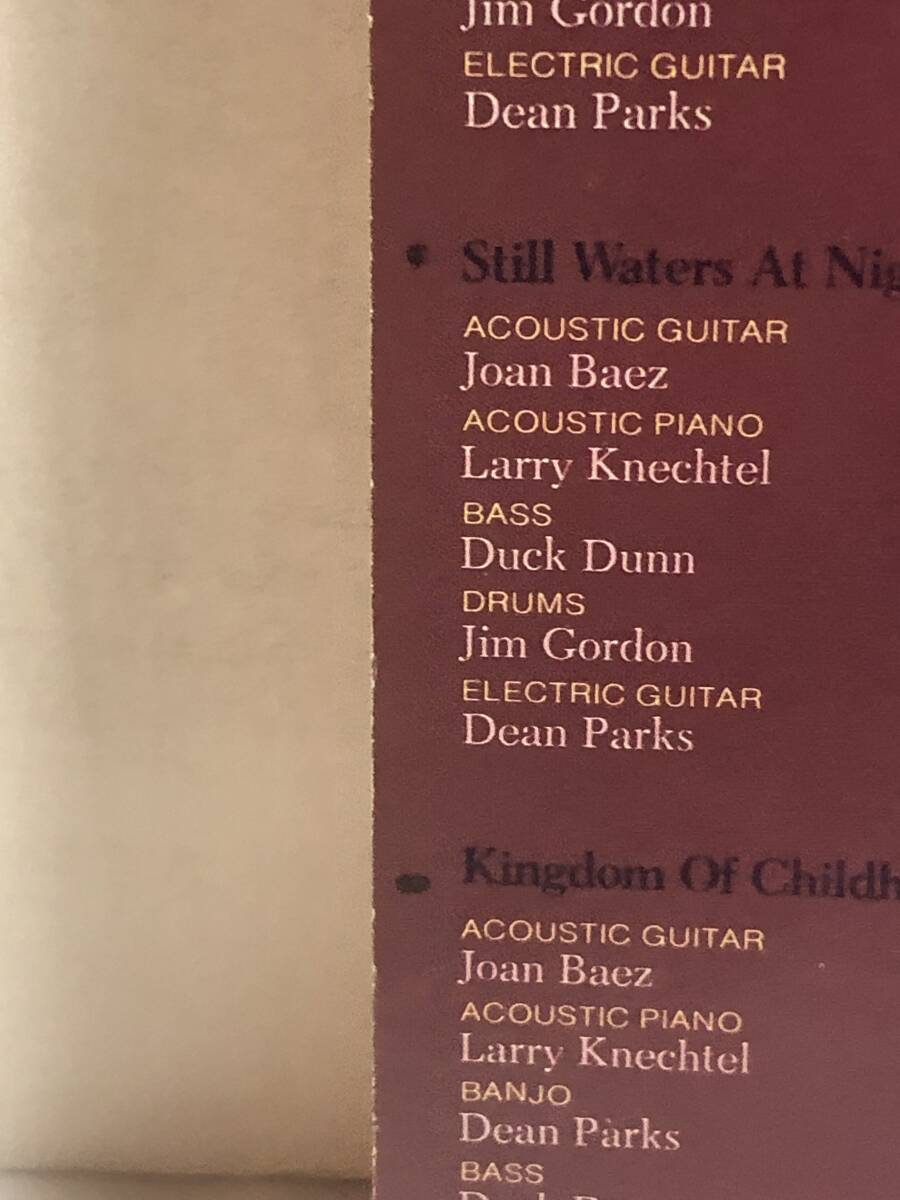 Jim Gordon
ELECTRIC GUITAR
Dean Parks
Still Waters At
ACOUSTIC GUITAR
Joan Baez
ACOUSTIC PIANO
Larry Knechtel
BASS
Duck Dunn
DRUMS
Jim Gordon
ELECTRIC GUITAR
Dean Parks
Kingdom Of
ACOUSTIC GUITAR
Joan Baez
ACOUSTIC PIANO
Larry Knechtel
BANJO
Dean Parks
BASS